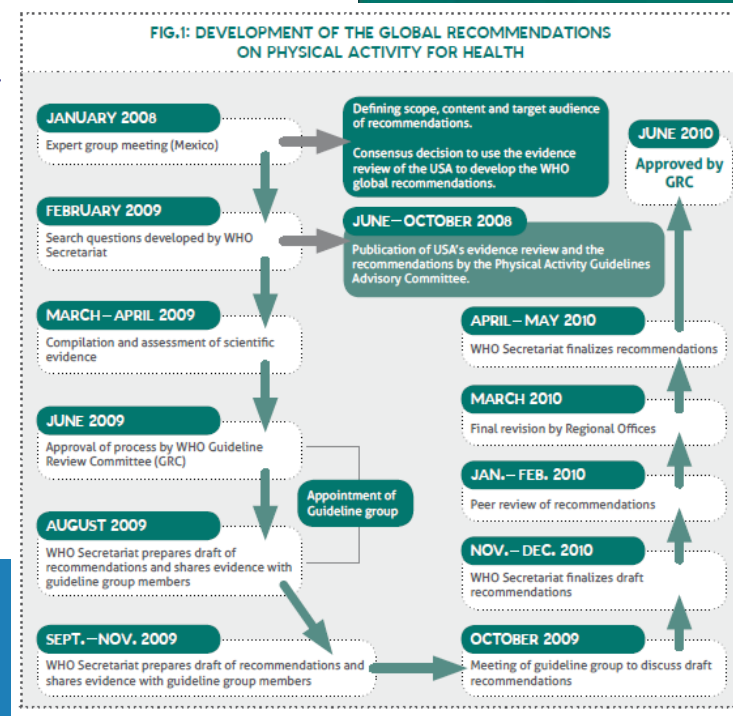 FIG.1: DEVELOPMENT OF THE GLOBAL RECOMMENDATIONS
ON PHYSICAL ACTIVITY FOR HEALTH
JANUARY 2008
Expert group meeting (Mexico)
Defining scope, content and target audience
of recommendations.
Consensus decision to use the evidence
review of the USA to develop the WHO
global recommendations.
FEBRUARY 2009
Search questions developed by WHO
Secretariat
JUNE–OCTOBER 2008
Publication of USA's evidence review and the
recommendations by the Physical Activity Guidelines
Advisory Committee.
MARCH–APRIL 2009
Compilation and assessment of scientific
evidence
JUNE 2009
Approval of process by WHO Guideline
Review Committee (GRC)
Appointment of
Guideline group
AUGUST 2009
WHO Secretariat prepares draft of
recommendations and shares evidence with
guideline group members
SEPT.–NOV. 2009
WHO Secretariat prepares draft of recommendations and
shares evidence with guideline group members
OCTOBER 2009
Meeting of guideline group to discuss draft
recommendations
NOV.–DEC. 2010
WHO Secretariat finalizes draft
recommendations
JAN.–FEB. 2010
Peer review of recommendations
MARCH 2010
Final revision by Regional Offices
APRIL–MAY 2010
WHO Secretariat finalizes recommendations
JUNE 2010
Approved by
GRC